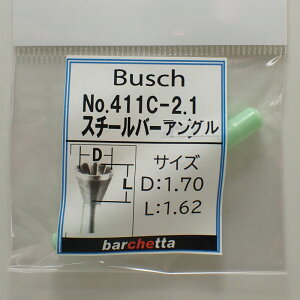 Busch
No.411C-2.1
スチールバーアングル
D
L
サイズ
D:1.70
L:1.62
barchetta